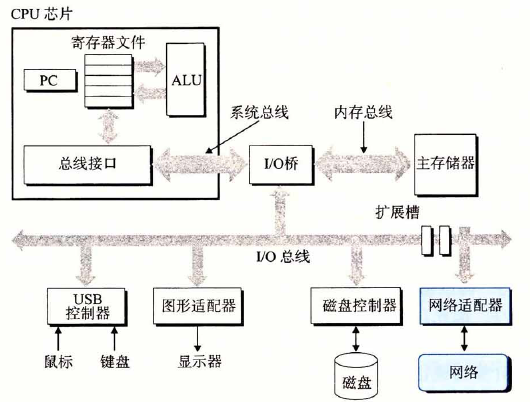 CPU 芯片
寄存器文件
PC
ALU
系统总线
内存总线
总线接口
I/O桥
主存储器
扩展槽
I/O 总线
USB
控制器
图形适配器
磁盘控制器
网络适配器
鼠标
键盘
显示器
磁盘
网络